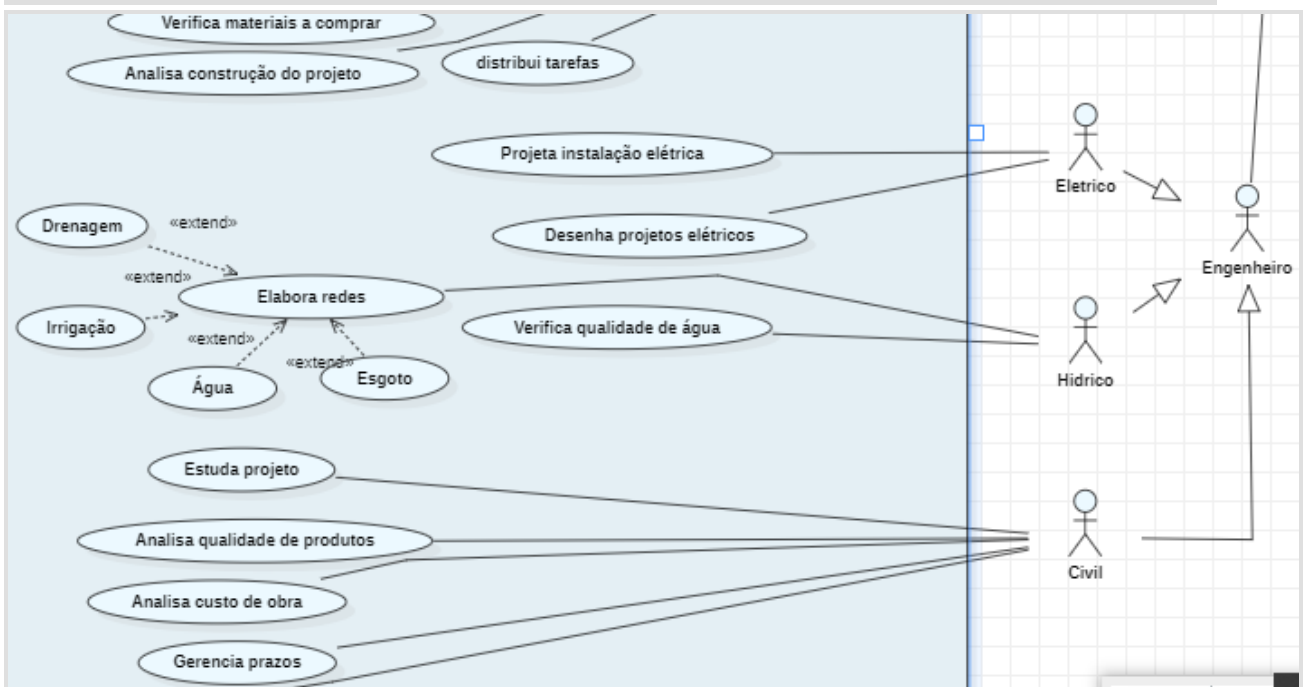 Verifica materiais a comprar
distribui tarefas
Analisa construção do projeto
Projeta instalação elétrica
Eletrico
Drenagem
«extend»
Desenha projetos elétricos
Engenheiro
«extend»
Elabora redes
Irrigação
Verifica qualidade de água
«extend»
«extend»
Água
Esgoto
Hidrico
Estuda projeto
Analisa qualidade de produtos
Civil
Analisa custo de obra
Gerencia prazos